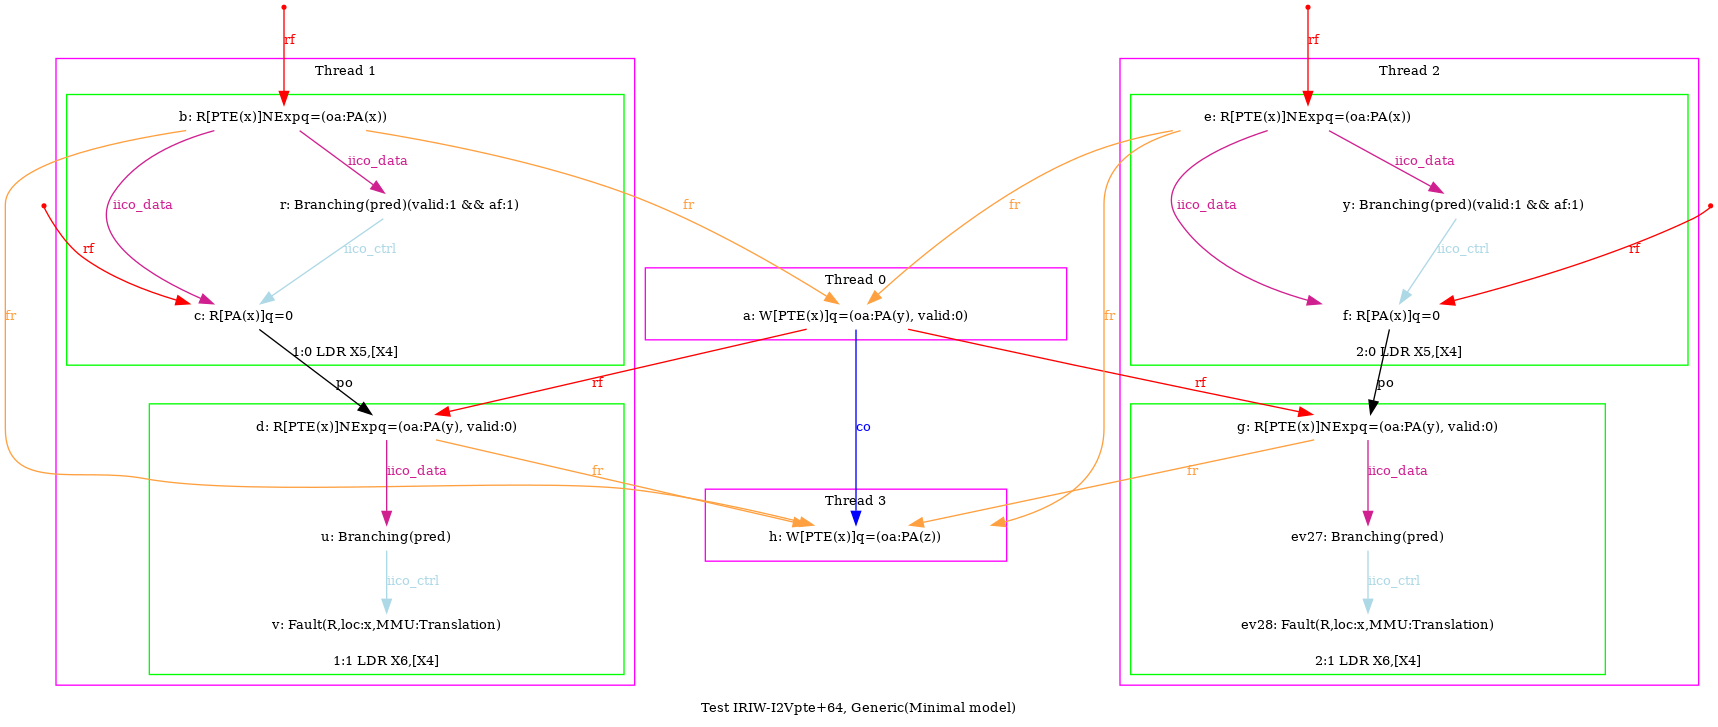 rf
rf
Thread 1
Thread 2
b: R[PTE(x)]NExpq=(oa:PA(x))
e: R[PTE(x)]NExpq=(oa:PA(x))
iico_data
iico_data
iico_data
r: Branching(pred)(valid:1 && af:1)
fr
fr
iico_data
y: Branching(pred)(valid:1 && af:1)
rf
iico_ctrl
iico_ctrl
rf
Thread 0
fr
c: R[PA(x)]q=0
a: W[PTE(x)]q=(oa:PA(y), valid:0)
fr
f: R[PA(x)]q=0
1:0 LDR X5,[X4]
2:0 LDR X5,[X4]
po
rf
rf
po
d: R[PTE(x)]NExpq=(oa:PA(y), valid:0)
co
g: R[PTE(x)]NExpq=(oa:PA(y), valid:0)
iico_data
fr
fr
iico_data
Thread 3
u: Branching(pred)
h: W[PTE(x)]q=(oa:PA(z))
ev27: Branching(pred)
iico_ctrl
iico_ctrl
v: Fault(R,loc:x,MMU:Translation)
ev28: Fault(R,loc:x,MMU:Translation)
1:1 LDR X6,[X4]
2:1 LDR X6,[X4]
Test IRIW-I2Vpte+64, Generic(Minimal model)